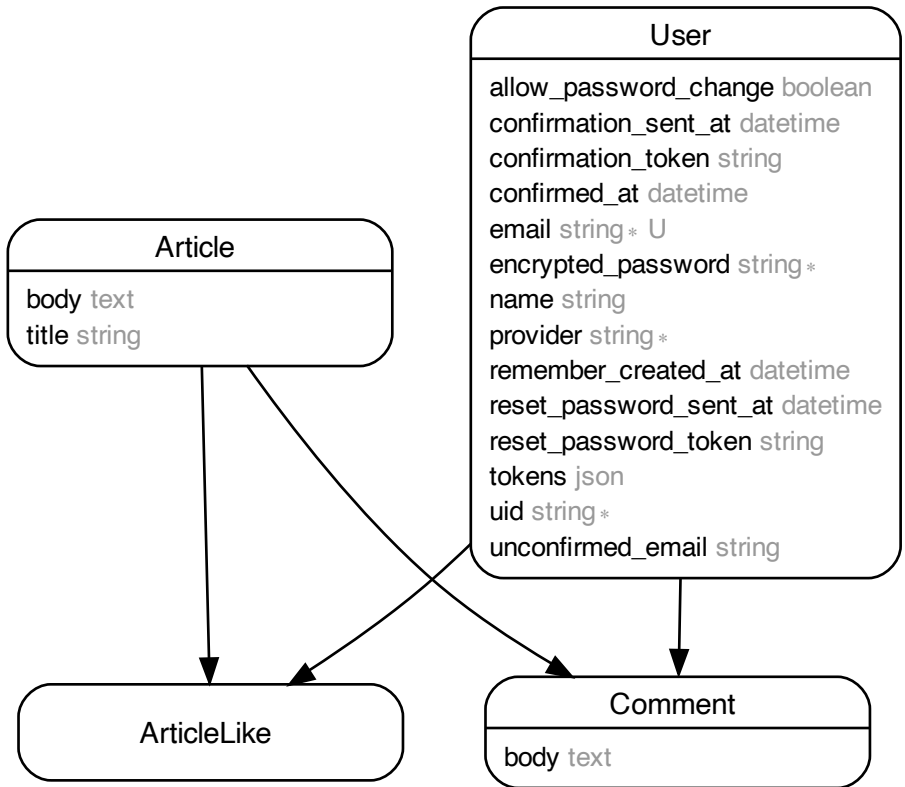 User
allow_password_change boolean
confirmation_sent_at datetime
confirmation_token string
confirmed_at datetime
email string∗ U
encrypted_password string∗
name string
provider string∗
remember_created_at datetime
reset_password_sent_at datetime
reset_password_token string
tokens json
uid string∗
unconfirmed_email string
Article
body text
title string
ArticleLike
Comment
body text